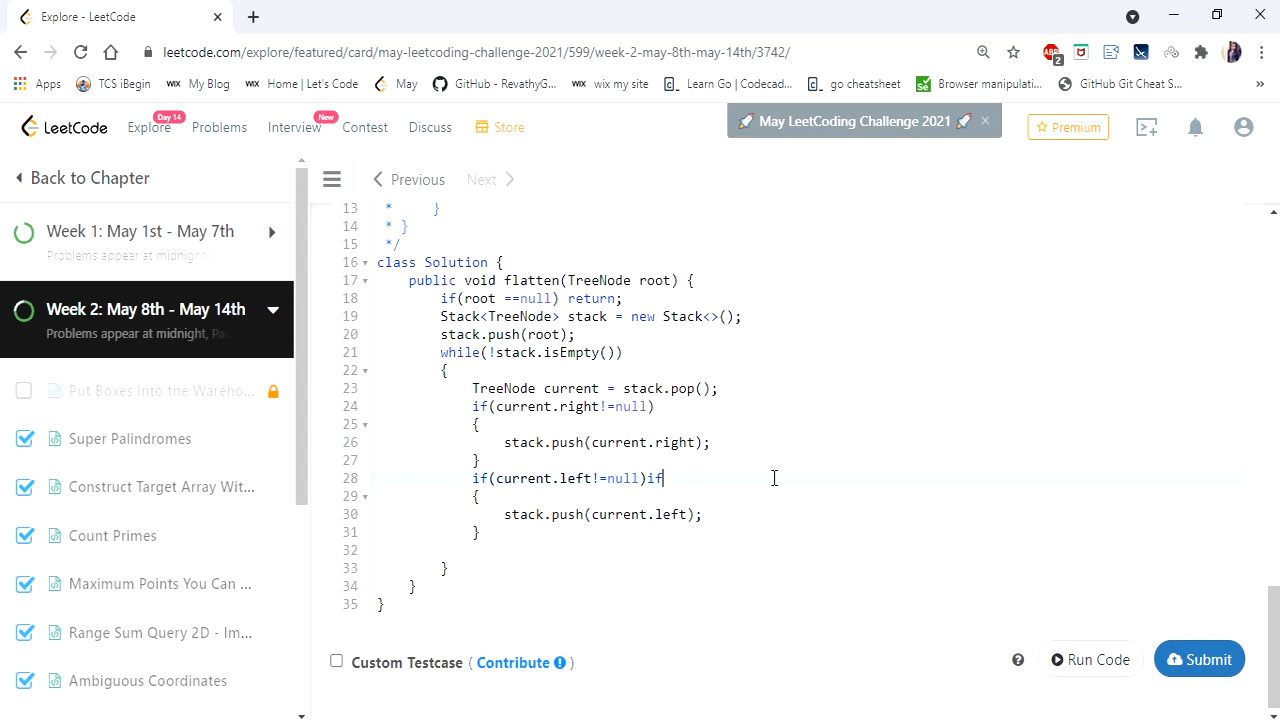 Explore - LeetCode
leetcode.com/explore/featured/card/may-leetcoding-challenge-2021/599/week-2-may-8th-may-14th/3742/
ABP 2
Apps TCS iBegin WIX My Blog WIX Home | Let's Code May GitHub - RevathyG... WIX wix my site Learn Go | Codecad... go cheatsheet Se Browser manipulati... GitHub Git Cheat S... »
LeetCode Explore Day 14 Problems Interview New Contest Discuss Store
🚀 May LeetCoding Challenge 2021 🚀 ×
Premium
Back to Chapter
Previous Next
Week 1: May 1st - May 7th
Problems appear at midnight
Week 2: May 8th - May 14th
Problems appear at midnight, Pac
Put Boxes Into the Wareho...
Super Palindromes
Construct Target Array Wit...
Count Primes
Maximum Points You Can ...
Range Sum Query 2D - Im...
Ambiguous Coordinates
13 * }
14 * }
15 */
16 class Solution {
17 public void flatten(TreeNode root) {
18 if(root ==null) return;
19 Stack<TreeNode> stack = new Stack<>();
20 stack.push(root);
21 while(!stack.isEmpty())
22 {
23 TreeNode current = stack.pop();
24 if(current.right!=null)
25 {
26 stack.push(current.right);
27 }
28 if(current.left!=null)if
29 {
30 stack.push(current.left);
31 }
32
33 }
34 }
35 }
Custom Testcase ( Contribute )
? Run Code Submit